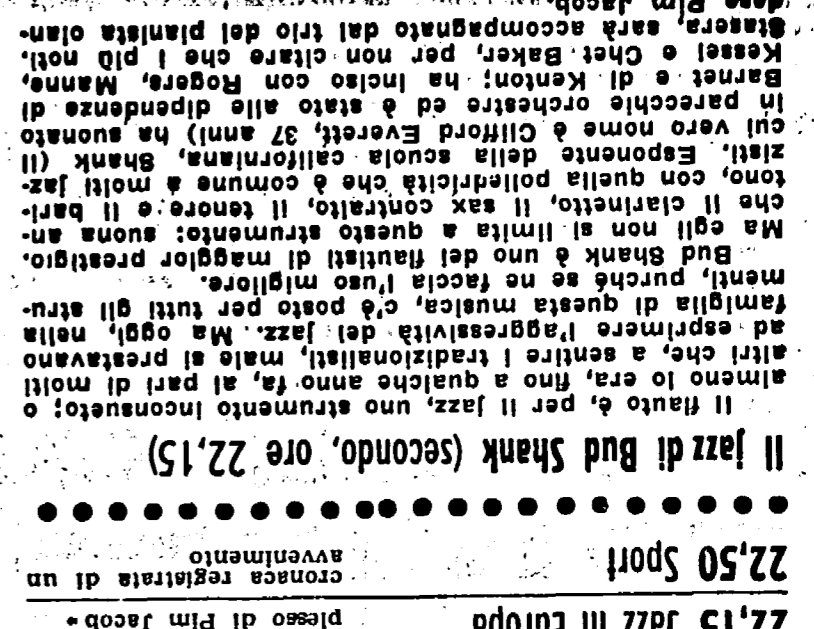 22,15 Jazz in Europa
plesso di Pim Jacob »
22,50 Sport
cronaca registrata di un
avvenimento
Il jazz di Bud Shank (secondo, ore 22,15)
Il flauto è, per il jazz, uno strumento inconsueto; o
almeno lo era, fino a qualche anno fa, al pari di molti
altri che, a sentire i tradizionalisti, male si prestavano
ad esprimere l'aggressività del jazz. Ma oggi, nella
famiglia di questa musica, c'è posto per tutti gli stru-
menti, purché se ne faccia l'uso migliore.
Bud Shank è uno dei flautisti di maggior prestigio.
Ma egli non si limita a questo strumento; suona an-
che il clarinetto, il sax contralto, il tenore e il bari-
tono, con quella poliedricità che è comune a molti jaz-
zisti. Esponente della scuola californiana, Shank (il
cui vero nome è Clifford Everett, 37 anni) ha suonato
in parecchie orchestre ed è stato alle dipendenze di
Barnet e di Kenton; ha inciso con Rogers, Manne,
Kessel e Chet Baker, per non citare che i più noti.
Stasera, sarà accompagnato dal trio del pianista olan-
dese Pim Jacob.